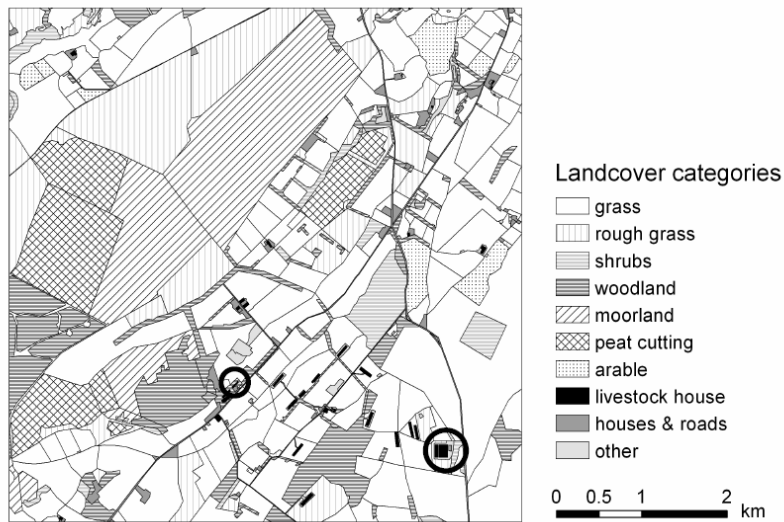 Landcover categories
grass
rough grass
shrubs
woodland
moorland
peat cutting
arable
livestock house
houses & roads
other
0 0.5 1 2
km